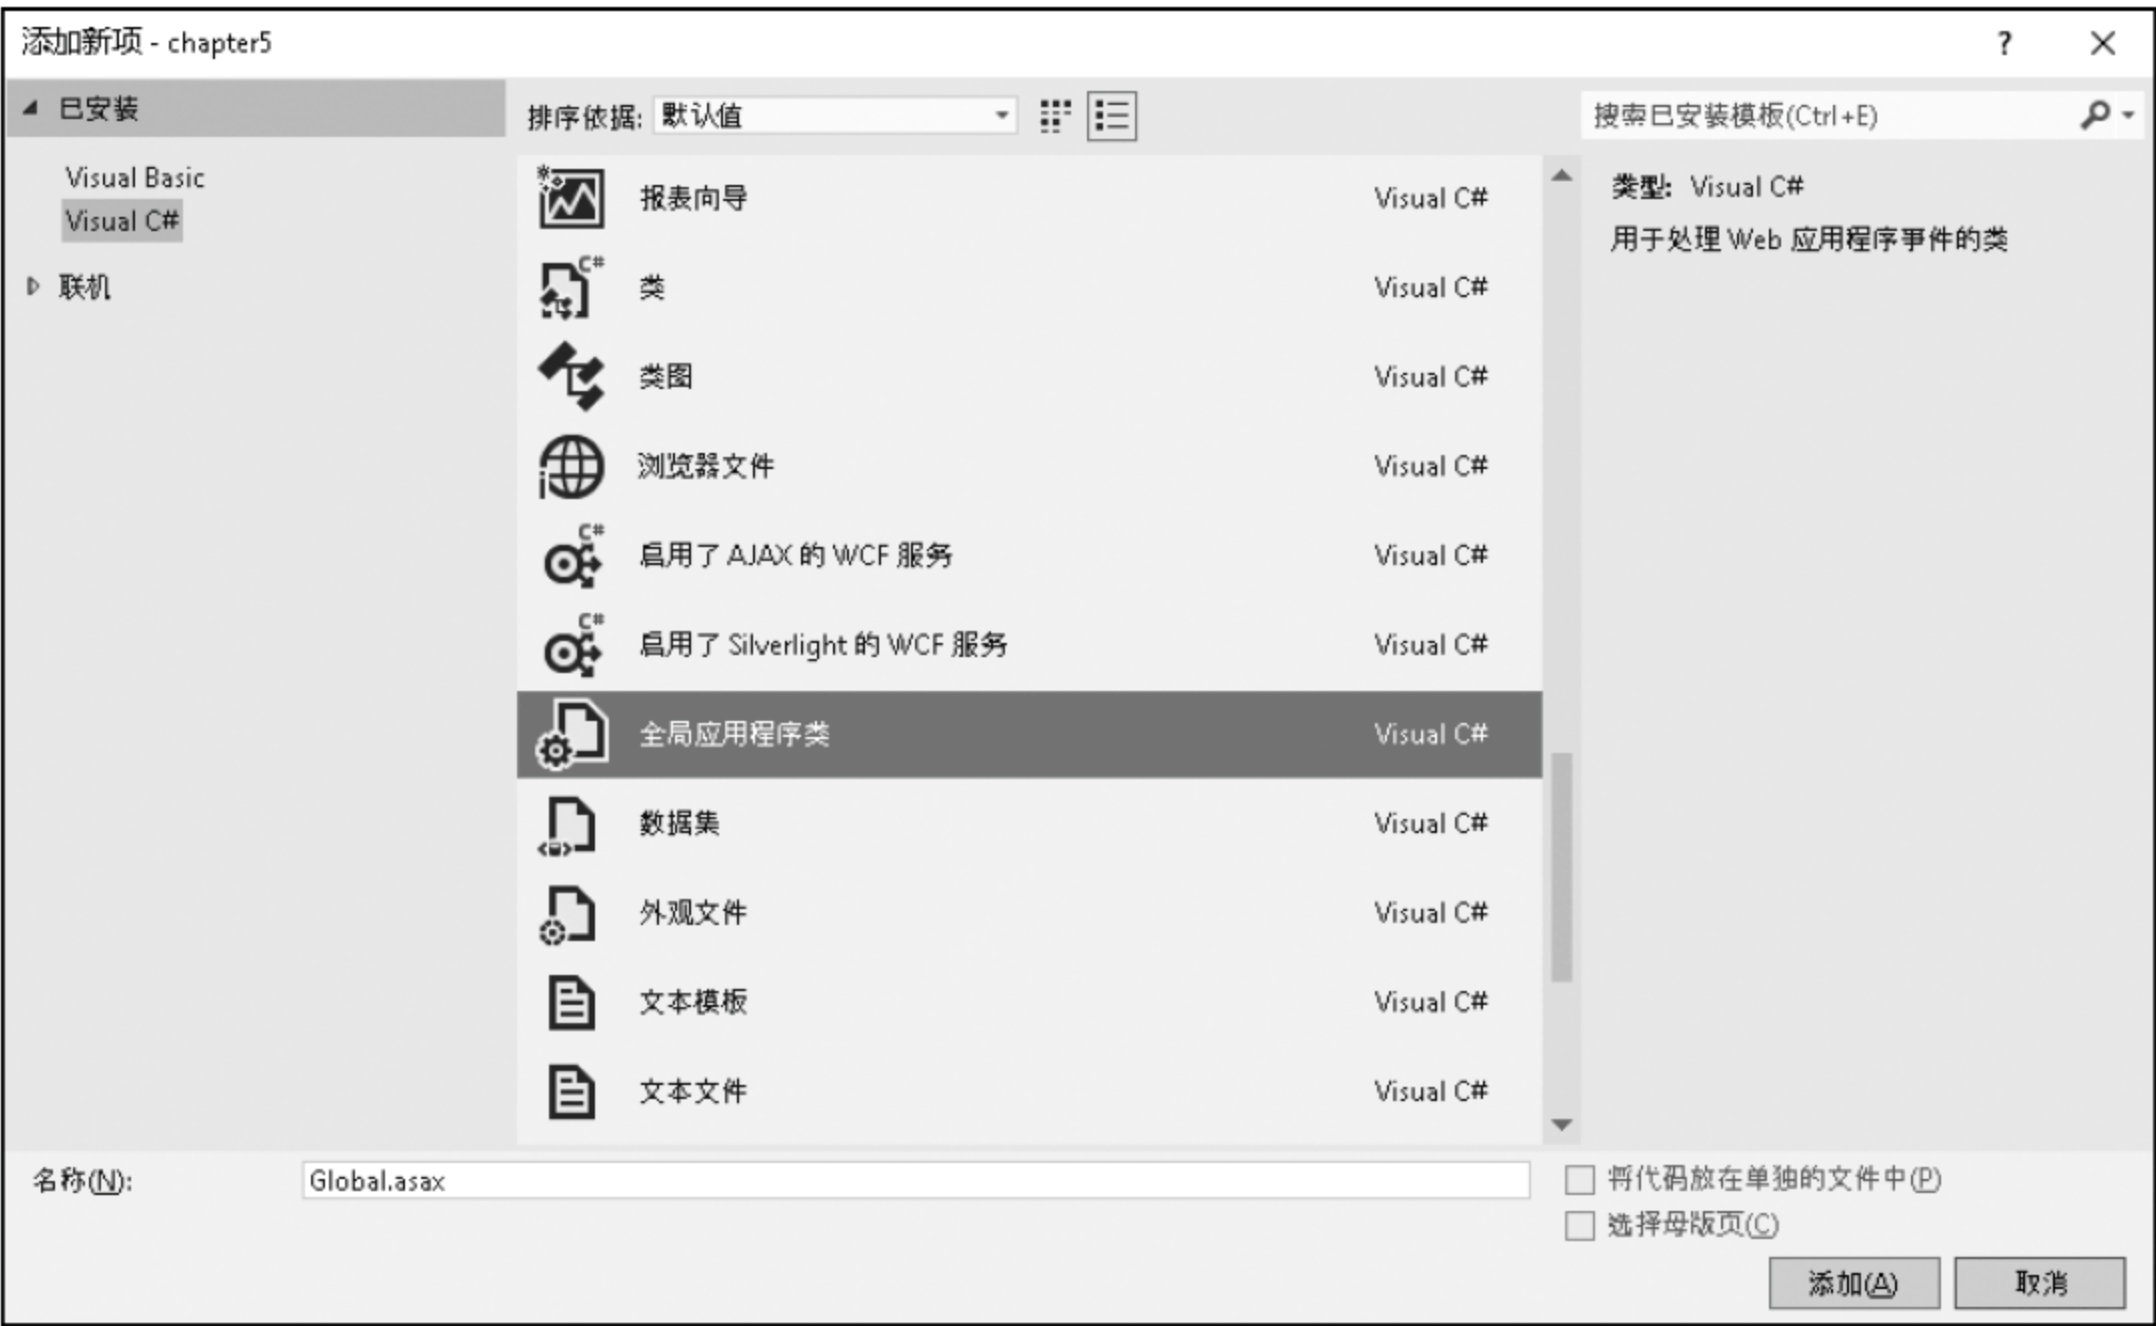 添加新项 - chapter5
?
已安装
Visual Basic
Visual C#
联机
排序依据: 默认值
搜索已安装模板(Ctrl+E)
报表向导 Visual C#
类 Visual C#
类图 Visual C#
浏览器文件 Visual C#
启用了 AJAX 的 WCF 服务 Visual C#
启用了 Silverlight 的 WCF 服务 Visual C#
全局应用程序类 Visual C#
数据集 Visual C#
外观文件 Visual C#
文本模板 Visual C#
文本文件 Visual C#
类型: Visual C#
用于处理 Web 应用程序事件的类
名称(N): Global.asax
将代码放在单独的文件中(P)
选择母版页(C)
添加(A) 取消